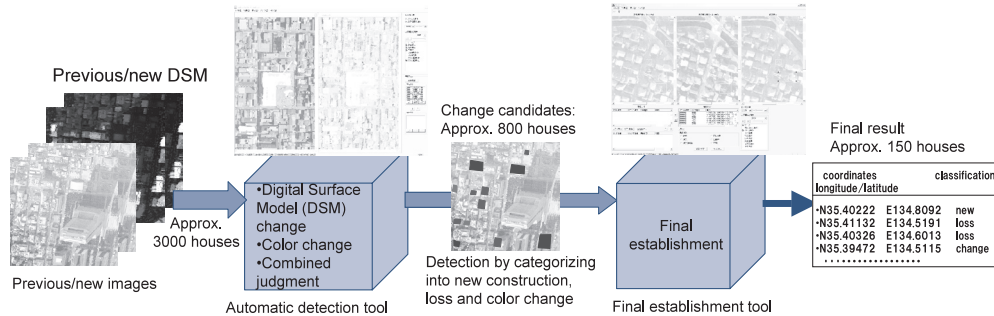 Previous/new DSM
Previous/new images
Approx.
3000 houses
•Digital Surface
Model (DSM)
change
•Color change
•Combined
judgment
Automatic detection tool
Change candidates:
Approx. 800 houses
Detection by categorizing
into new construction,
loss and color change
Final
establishment
Final establishment tool
Final result
Approx. 150 houses
coordinates classification
longitude/latitude
•N35.40222 E134.8092 new
•N35.41132 E134.5191 loss
•N35.40326 E134.6013 loss
•N35.39472 E134.5115 change